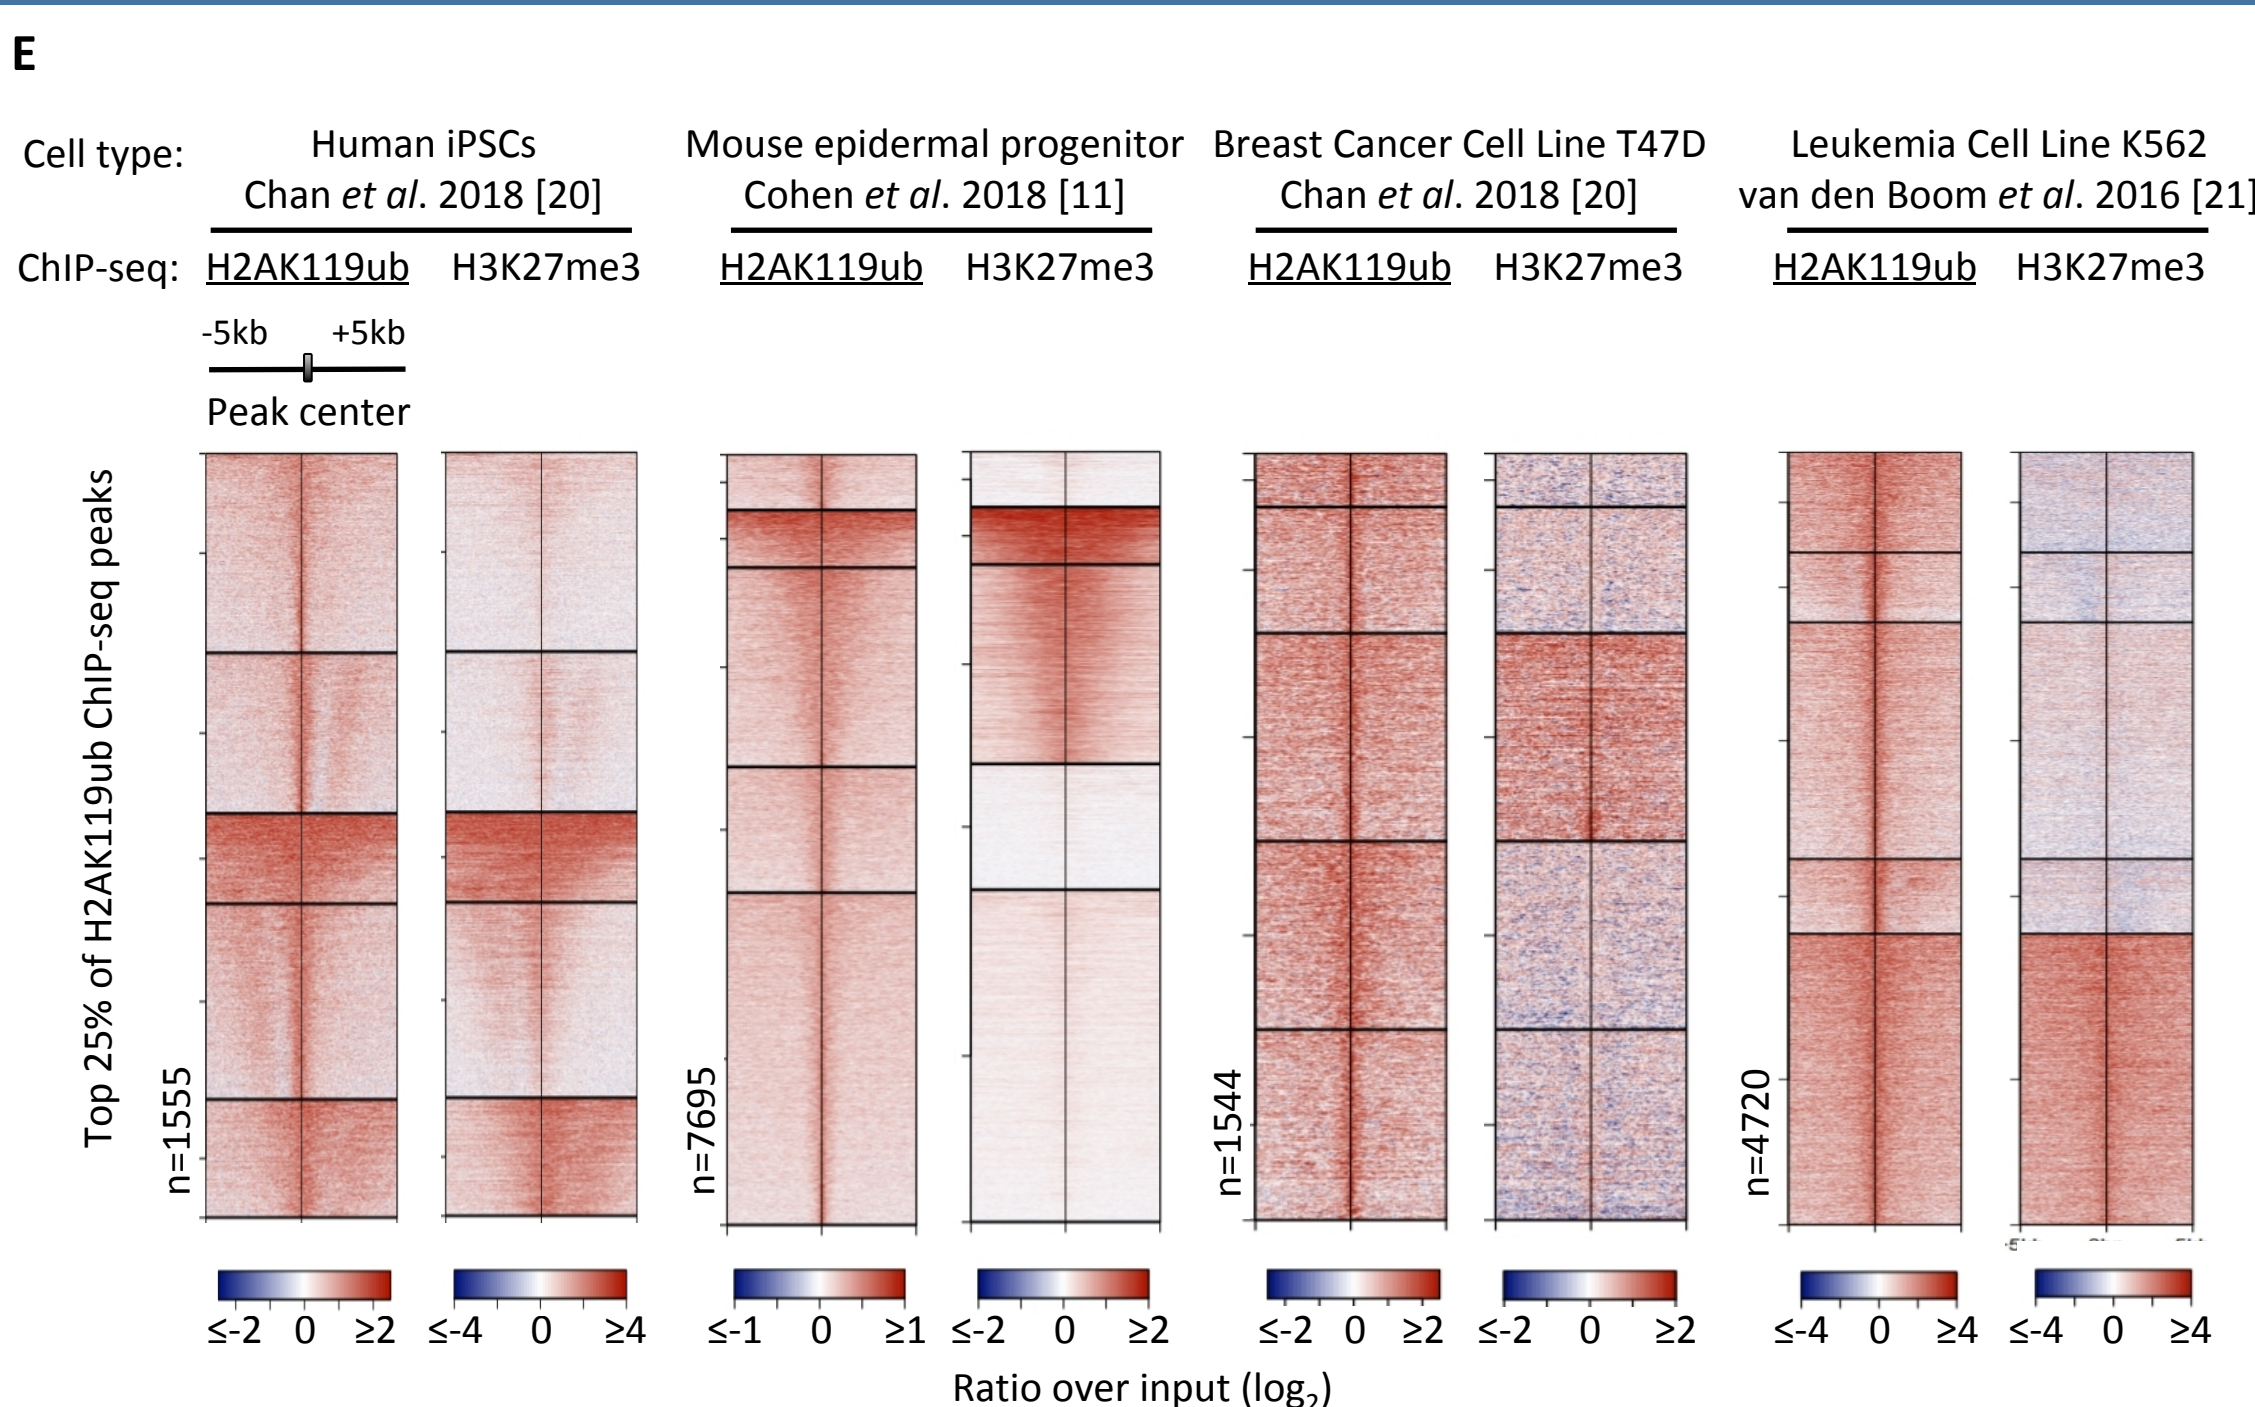 E
Cell type:
Human iPSCs
Chan et al. 2018 [20]
Mouse epidermal progenitor
Cohen et al. 2018 [11]
Breast Cancer Cell Line T47D
Chan et al. 2018 [20]
Leukemia Cell Line K562
van den Boom et al. 2016 [21]
ChIP-seq: H2AK119ub H3K27me3 H2AK119ub H3K27me3 H2AK119ub H3K27me3 H2AK119ub H3K27me3
-5kb +5kb
Peak center
Top 25% of H2AK119ub ChIP-seq peaks
n=1555
n=7695
n=1544
n=4720
≤-2 0 ≥2 ≤-4 0 ≥4 ≤-1 0 ≥1 ≤-2 0 ≥2 ≤-2 0 ≥2 ≤-2 0 ≥2 ≤-4 0 ≥4 ≤-4 0 ≥4
Ratio over input (log₂)